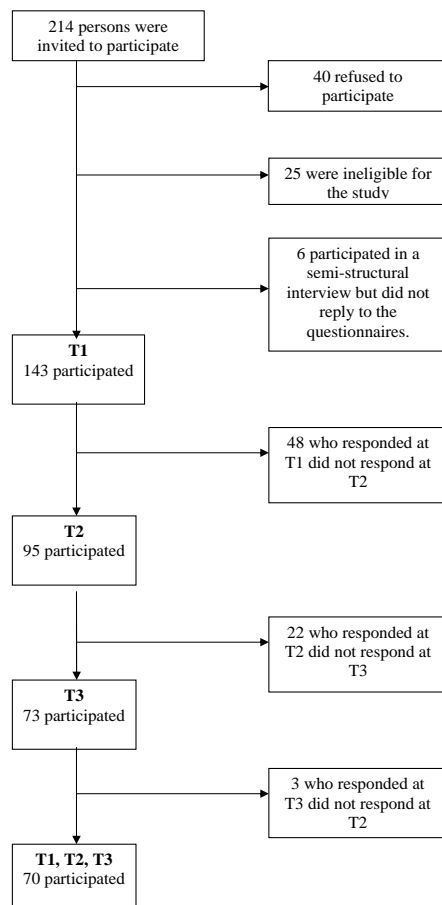 214 persons were
invited to participate
40 refused to
participate
25 were ineligible for
the study
6 participated in a
semi-structural
interview but did not
reply to the
questionnaires.
T1
143 participated
48 who responded at
T1 did not respond at
T2
T2
95 participated
22 who responded at
T2 did not respond at
T3
T3
73 participated
3 who responded at
T3 did not respond at
T2
T1, T2, T3
70 participated